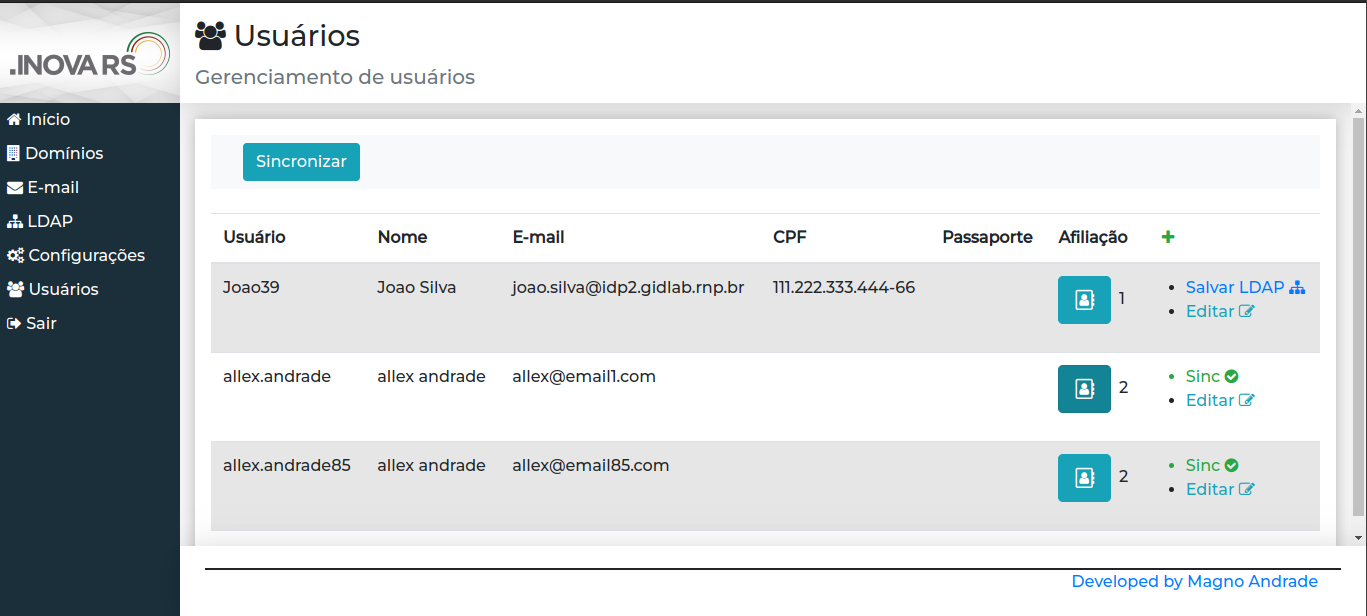 .INOVA RS
Usuários
Gerenciamento de usuários
Início
Domínios
E-mail
LDAP
Configurações
Usuários
Sair
Sincronizar
Usuário Nome E-mail CPF Passaporte Afiliação +
Joao39 Joao Silva joao.silva@idp2.gidlab.rnp.br 111.222.333.444-66 1 Salvar LDAP
Editar
allex.andrade allex andrade allex@email1.com 2 Sinc
Editar
allex.andrade85 allex andrade allex@email85.com 2 Sinc
Editar
Developed by Magno Andrade